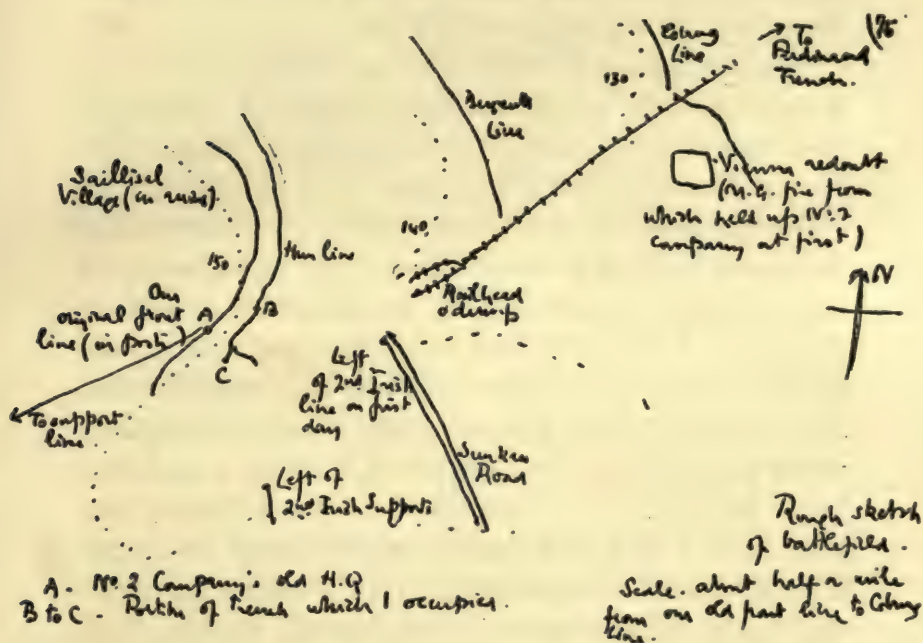 Coburg
Line
To
Trench.
175
130
Bayreuth
Line
Saillisel
Village (in ruins)
150
Hun line
140
Vienna redoubt
(M.G. fire from
which held up No. 2
company at first)
Our
original front
line (in posts)
A
B
C
Railhead
& dump
N
To support
line
Left
of 2nd Irish
line on first
day
Sunken
Road
Left of
2nd Irish Support
Rough sketch
of battlefield.
A. No. 2 Company's old H.Q
B to C. Portion of trench which I occupied.
Scale. about half a mile
from our old front line to Coburg
line.